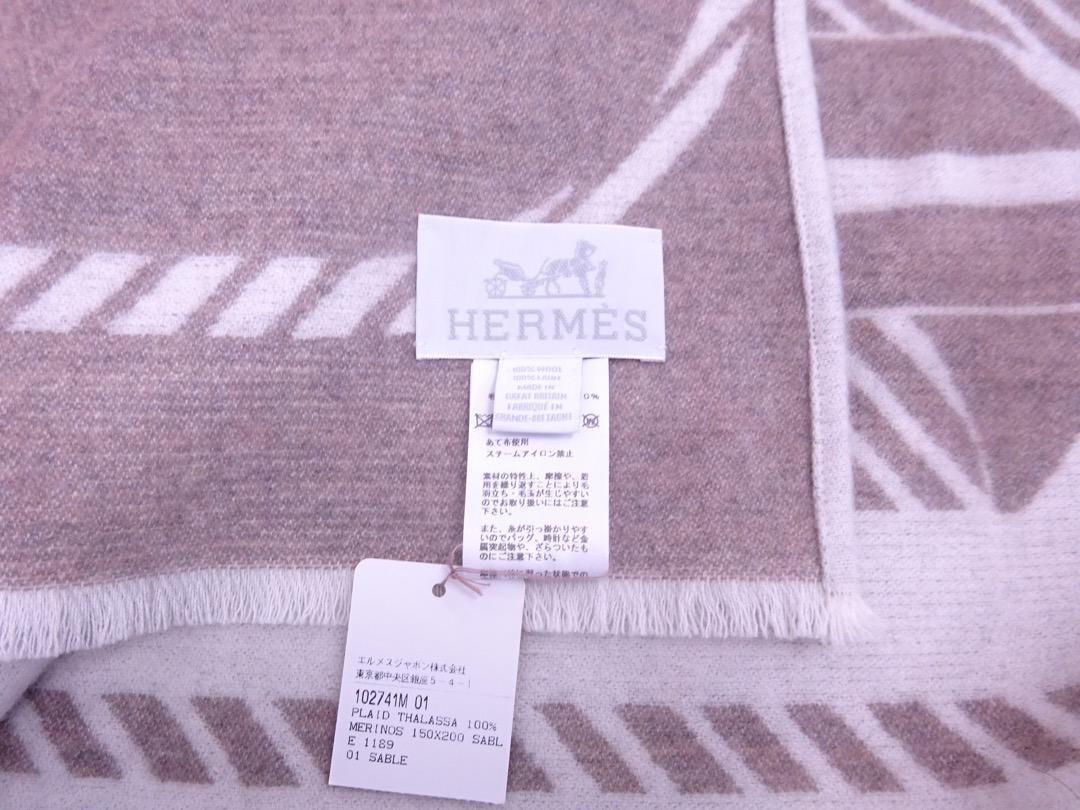 HERMÈS
100% WOOL
100% LAINE
MADE IN
GREAT BRITAIN
FABRIQUÉ EN
GRANDE-BRETAGNE
毛 0%
あて布使用
スチームアイロン禁止
素材の特性上、摩擦や、着
用を繰り返すことにより毛
羽立ち・毛玉が生じやすい
のでお取り扱いにはご注意
下さい。
また、糸が引っ掛かりやす
いのでバッグ、時計など金
属突起物や、ざらついたも
のにご注意下さい。
エルメスジャポン株式会社
東京都中央区銀座5-4-1
102741M 01
PLAID THALASSA 100%
MERINOS 150X200 SABL
E 1189
01 SABLE